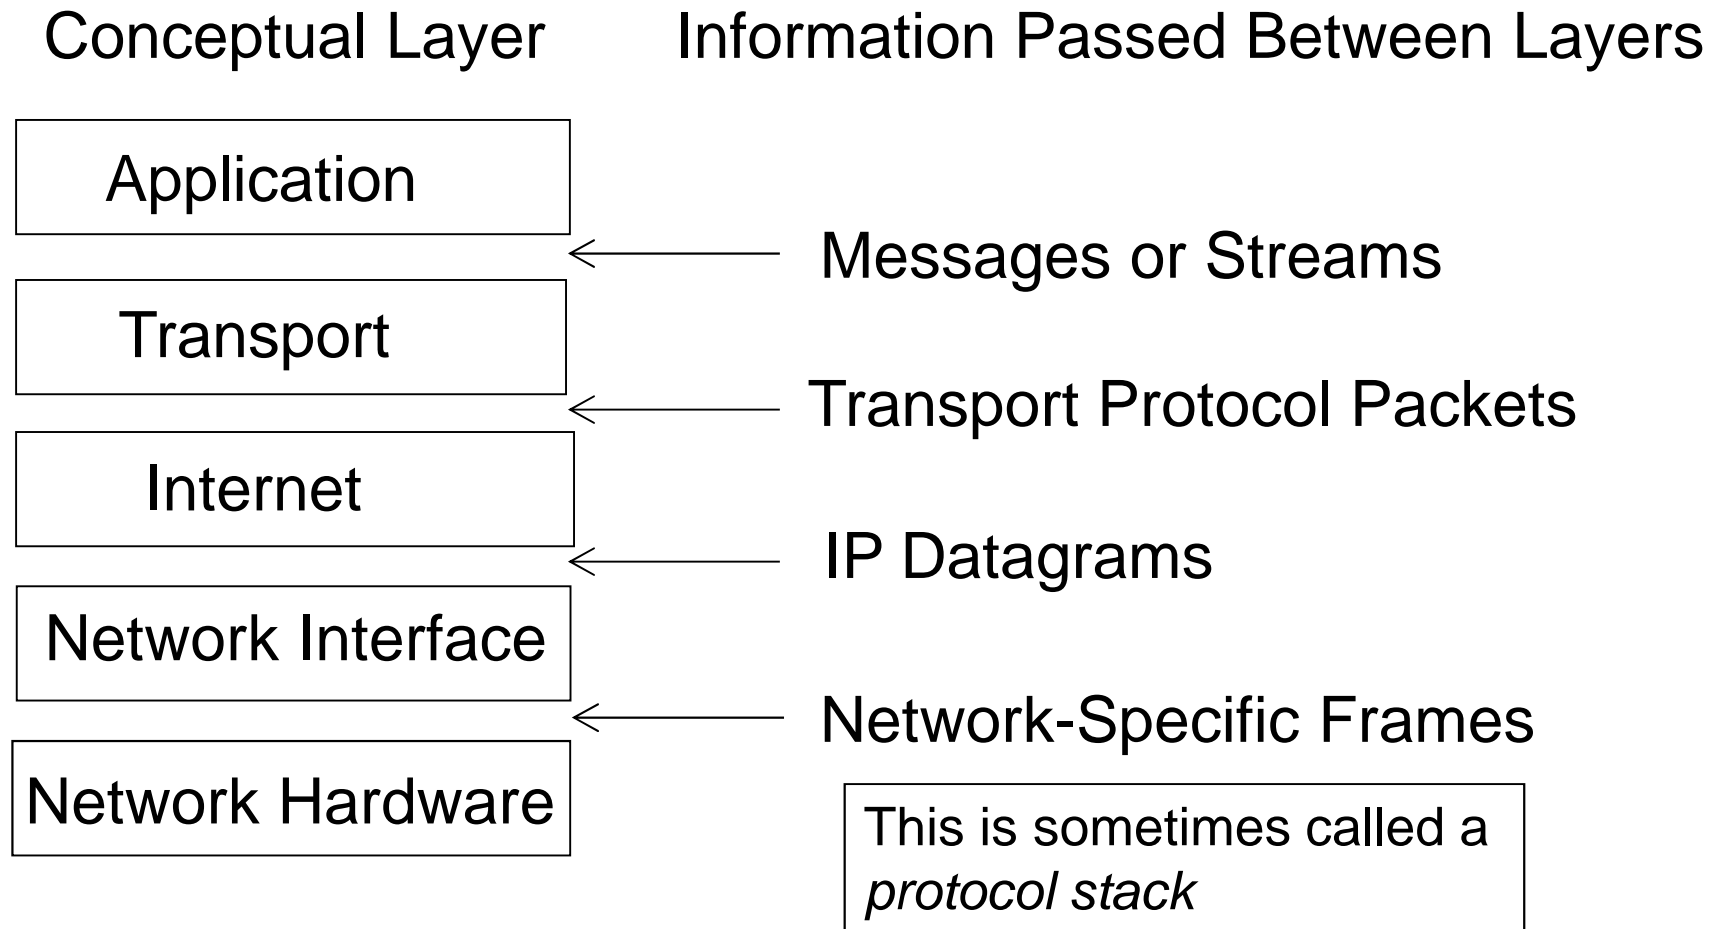 Conceptual Layer Information Passed Between Layers
Application
Messages or Streams
Transport
Transport Protocol Packets
Internet
IP Datagrams
Network Interface
Network-Specific Frames
Network Hardware
This is sometimes called a
protocol stack